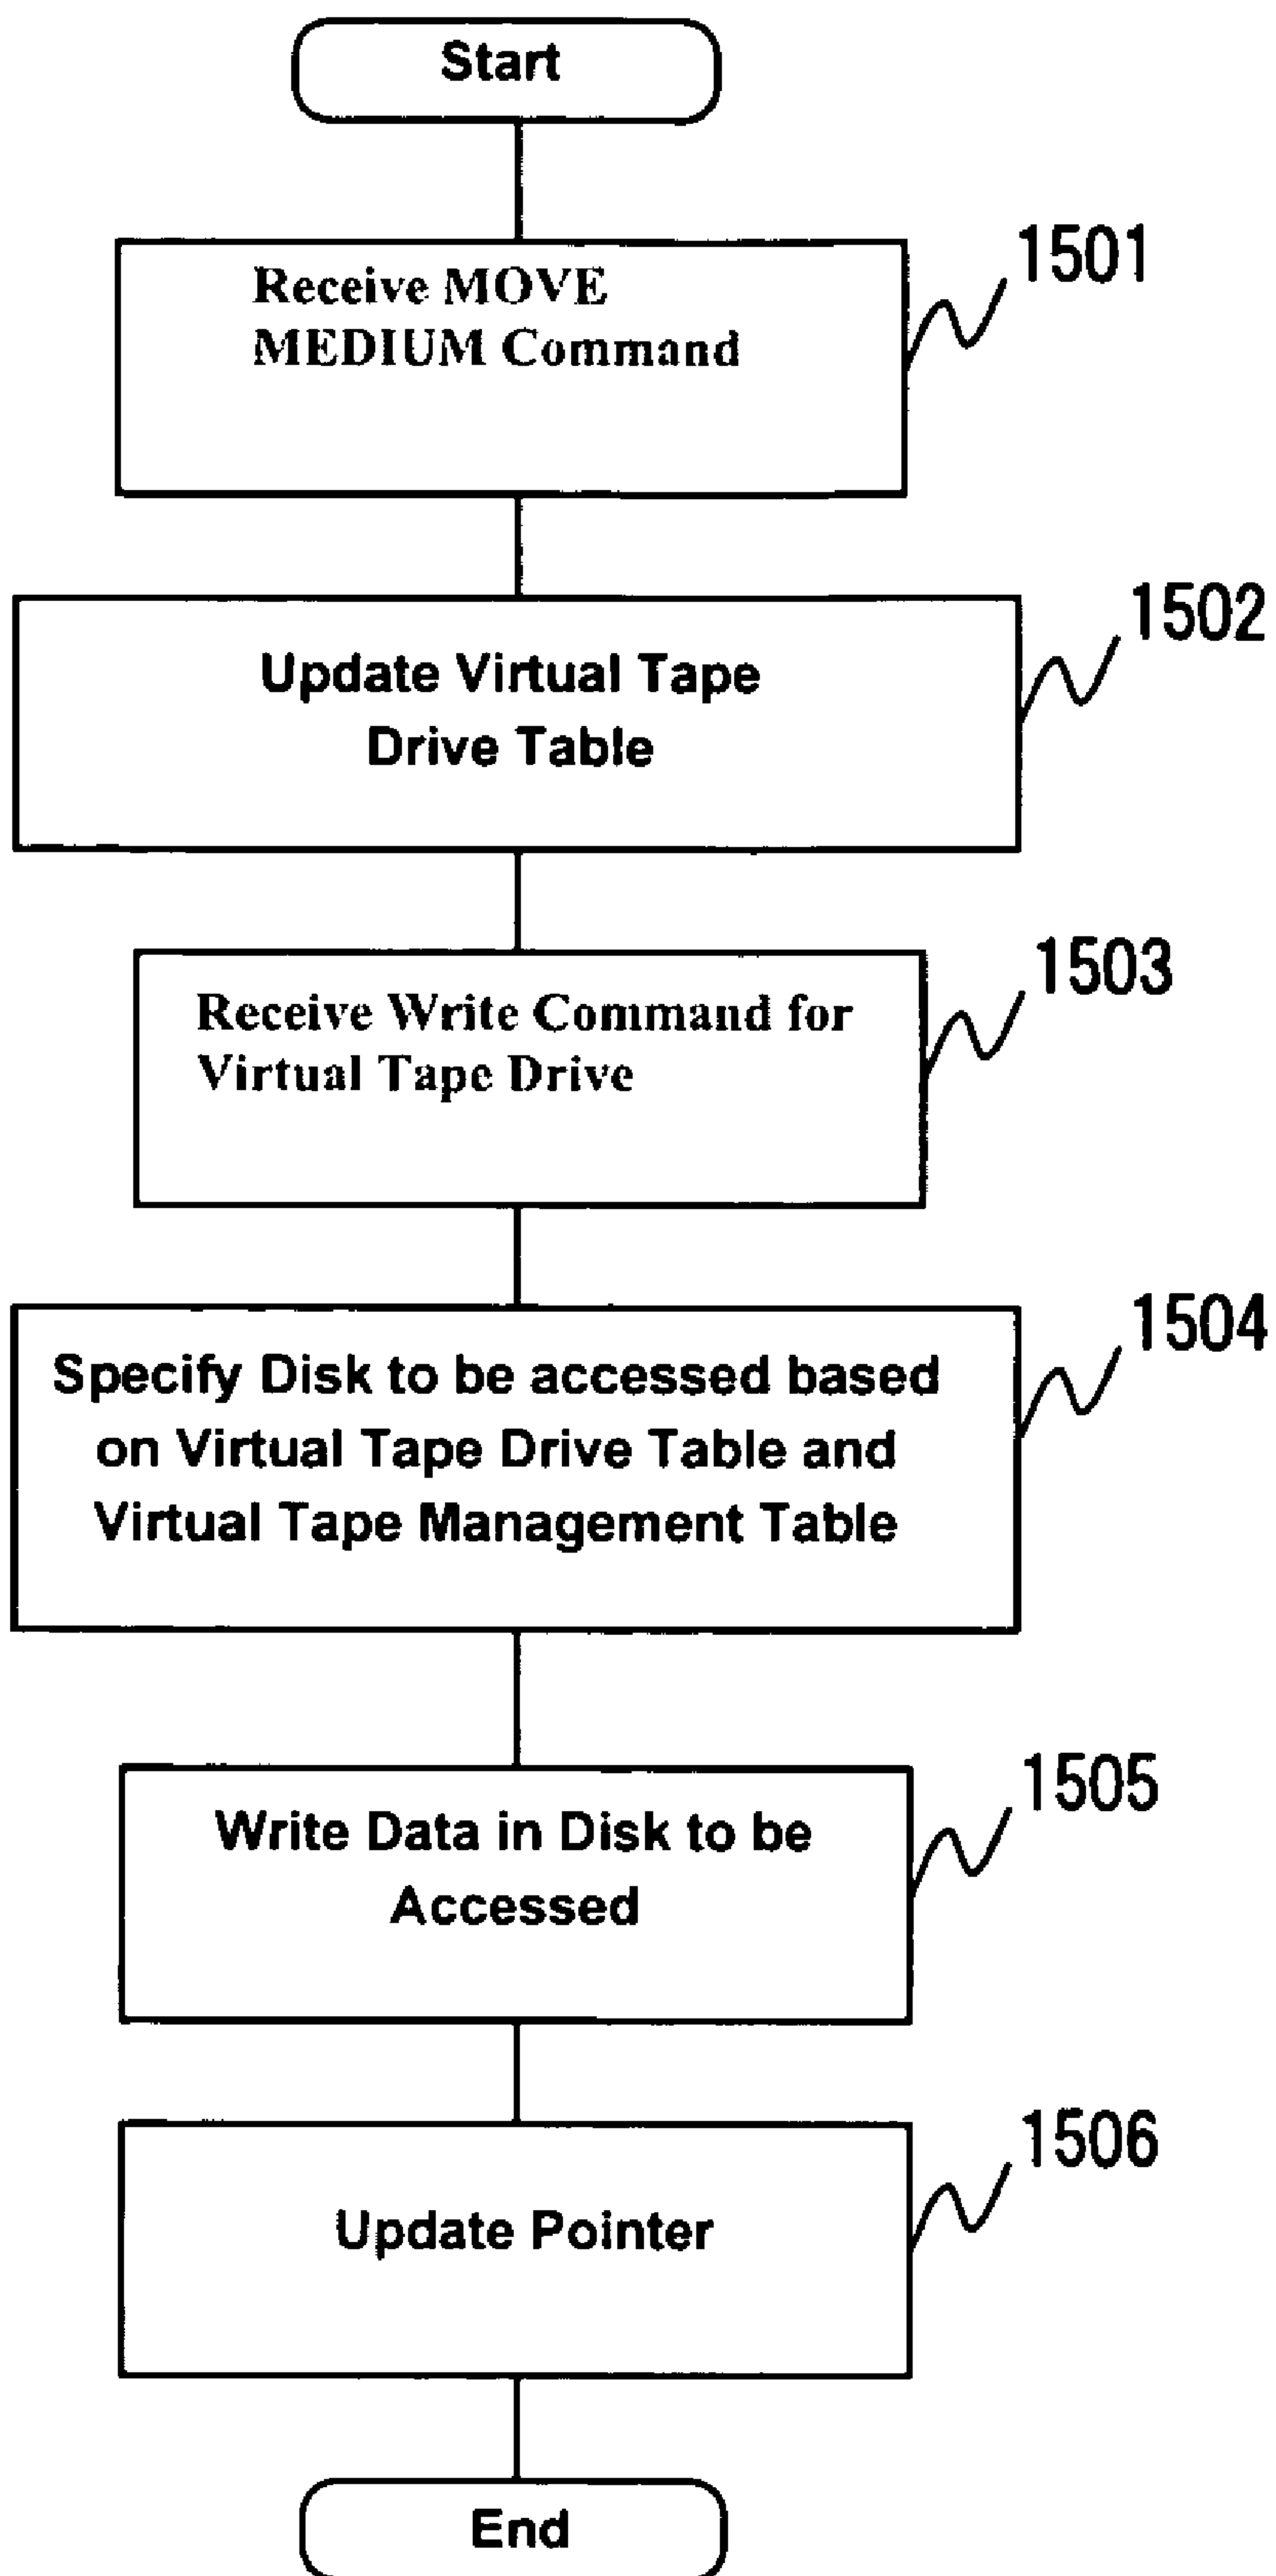 Start
1501
Receive MOVE
MEDIUM Command
1502
Update Virtual Tape
Drive Table
1503
Receive Write Command for
Virtual Tape Drive
1504
Specify Disk to be accessed based
on Virtual Tape Drive Table and
Virtual Tape Management Table
1505
Write Data in Disk to be
Accessed
1506
Update Pointer
End